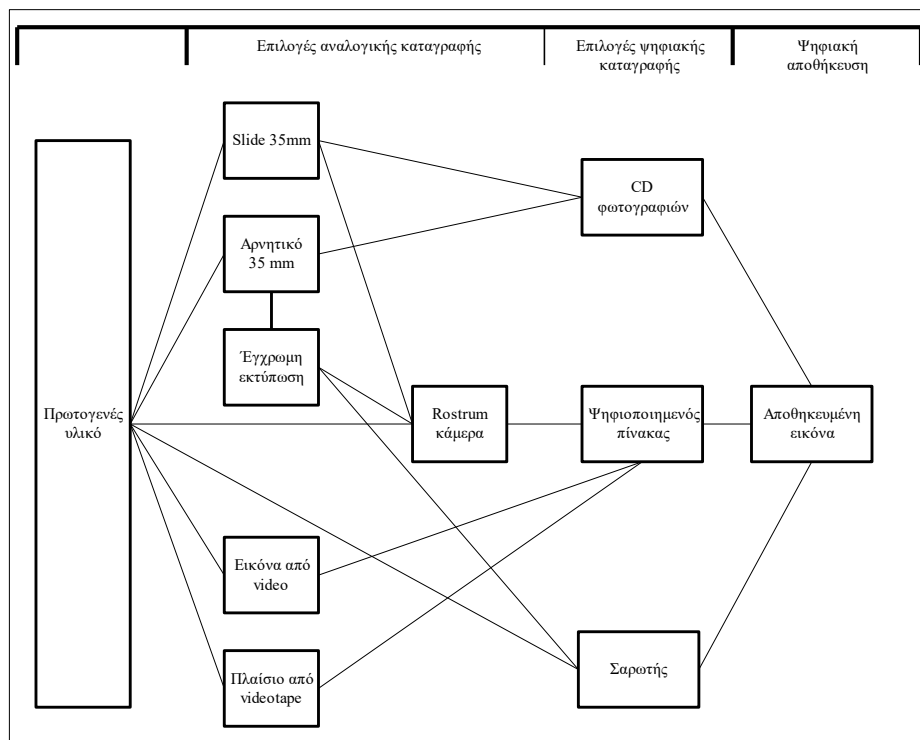 Επιλογές αναλογικής καταγραφής
Επιλογές ψηφιακής
καταγραφής
Ψηφιακή
αποθήκευση
Slide 35mm
CD
φωτογραφιών
Αρνητικό
35 mm
Έγχρωμη
εκτύπωση
Πρωτογενές
υλικό
Rostrum
κάμερα
Ψηφιοποιημενός
πίνακας
Αποθηκευμένη
εικόνα
Εικόνα από
video
Πλαίσιο από
videotape
Σαρωτής